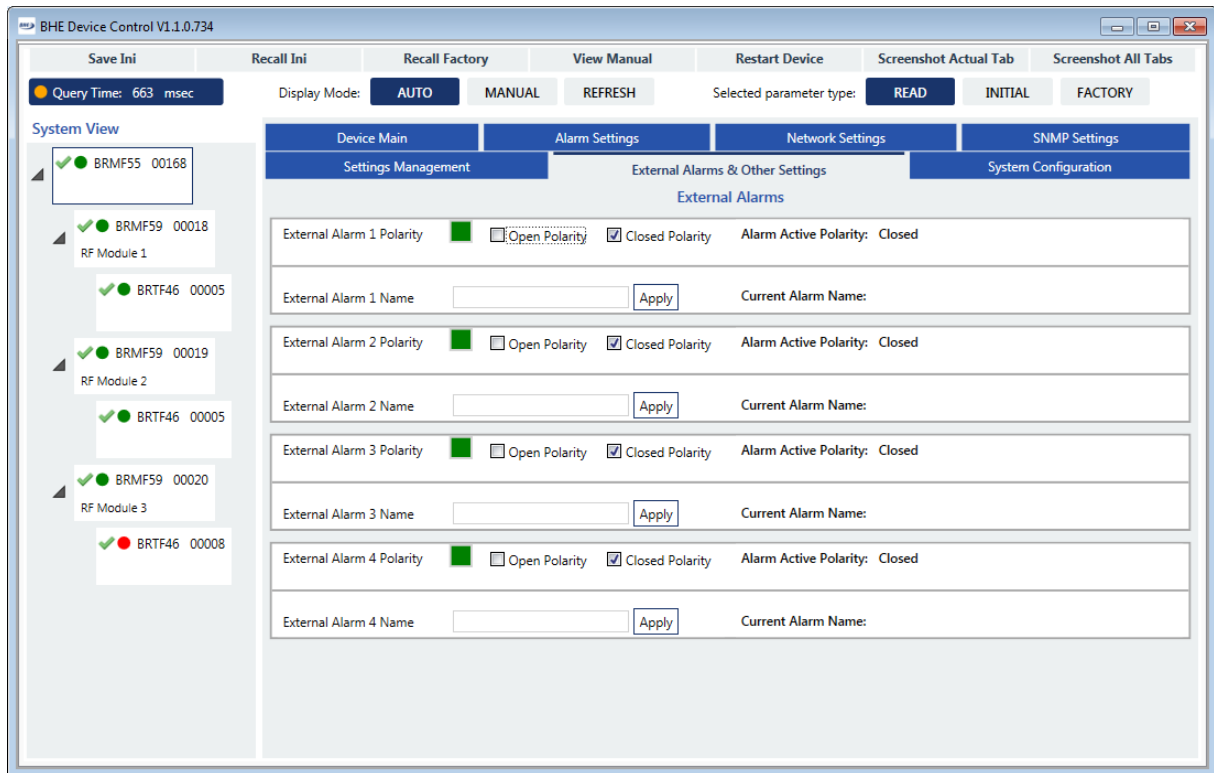 BHE BHE Device Control V1.1.0.734
Save Ini Recall Ini Recall Factory View Manual Restart Device Screenshot Actual Tab Screenshot All Tabs
Query Time: 663 msec Display Mode: AUTO MANUAL REFRESH Selected parameter type: READ INITIAL FACTORY
System View
BRMF55 00168
BRMF59 00018
RF Module 1
BRTF46 00005
BRMF59 00019
RF Module 2
BRTF46 00005
BRMF59 00020
RF Module 3
BRTF46 00008
Device Main Alarm Settings Network Settings SNMP Settings
Settings Management External Alarms & Other Settings System Configuration
External Alarms
External Alarm 1 Polarity Open Polarity Closed Polarity Alarm Active Polarity: Closed
External Alarm 1 Name Apply Current Alarm Name:
External Alarm 2 Polarity Open Polarity Closed Polarity Alarm Active Polarity: Closed
External Alarm 2 Name Apply Current Alarm Name:
External Alarm 3 Polarity Open Polarity Closed Polarity Alarm Active Polarity: Closed
External Alarm 3 Name Apply Current Alarm Name:
External Alarm 4 Polarity Open Polarity Closed Polarity Alarm Active Polarity: Closed
External Alarm 4 Name Apply Current Alarm Name: